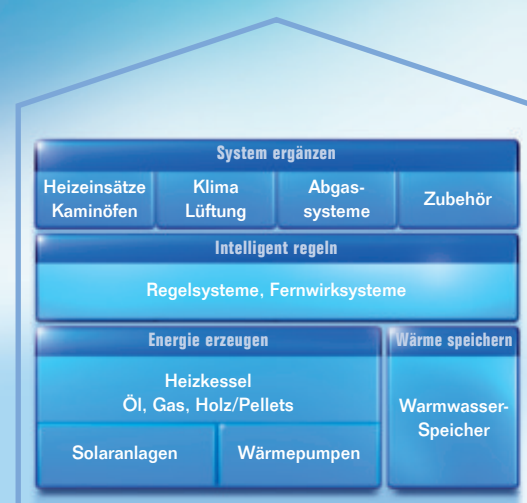 System ergänzen
Heizeinsätze
Kaminöfen
Klima
Lüftung
Abgas-
systeme
Zubehör
Intelligent regeln
Regelsysteme, Fernwirksysteme
Energie erzeugen
Heizkessel
Öl, Gas, Holz/Pellets
Solaranlagen
Wärmepumpen
Wärme speichern
Warmwasser-
Speicher